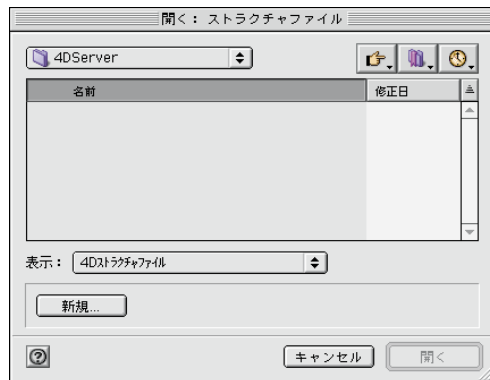 開く：ストラクチャファイル
4DServer
名前
修正日
表示：
4Dｽﾄﾗｸﾁｬﾌｧｲﾙ
新規...
?
キャンセル
開く